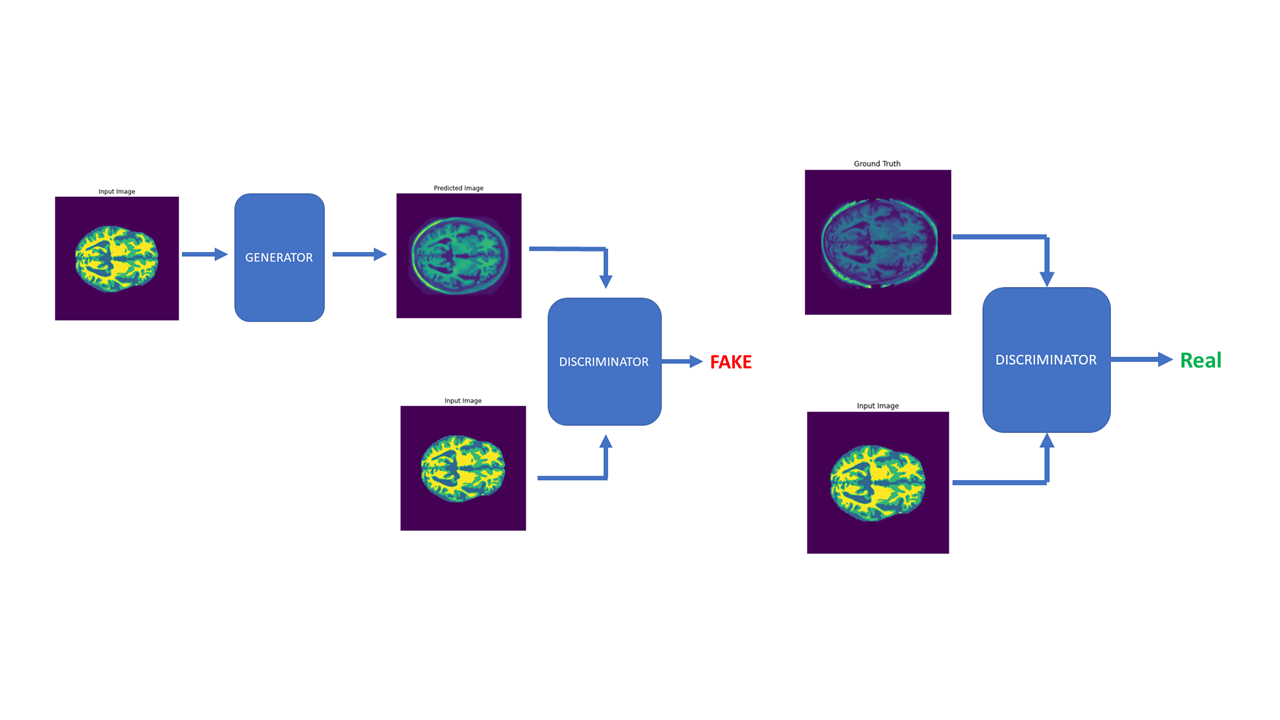 Input Image
GENERATOR
Predicted Image
DISCRIMINATOR
FAKE
Input Image
Ground Truth
DISCRIMINATOR
Real
Input Image